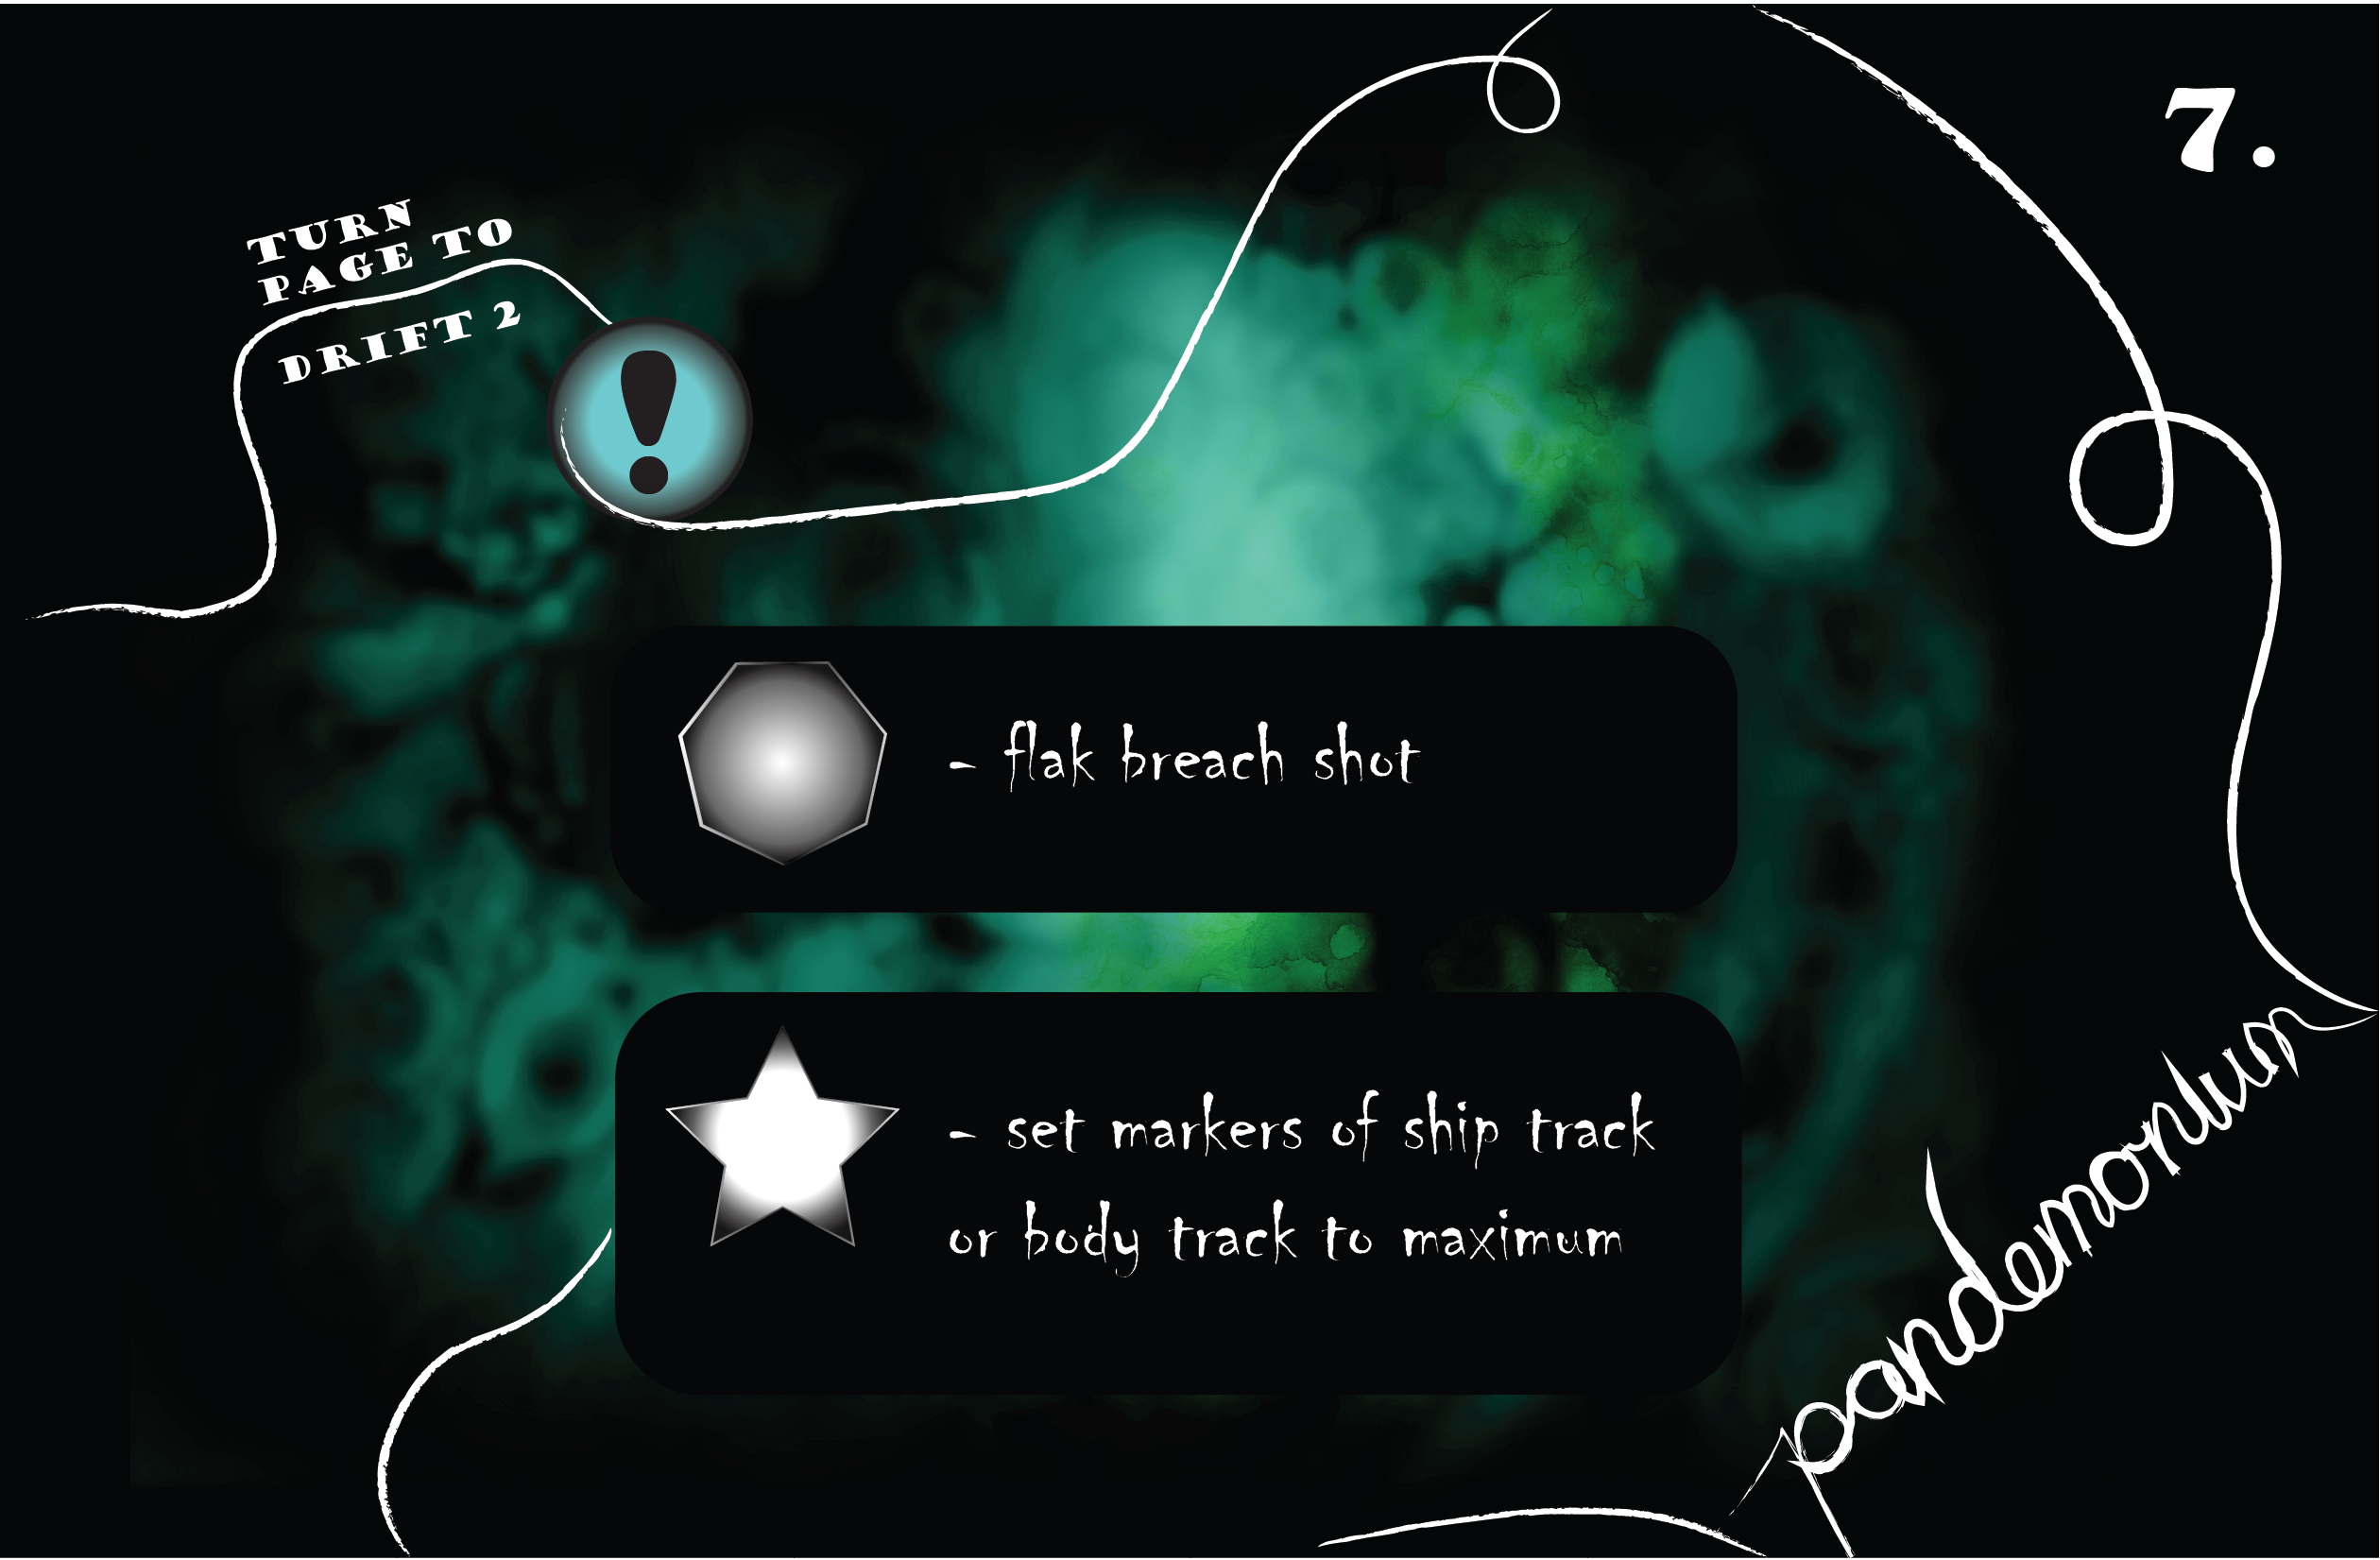 7.
TURN
PAGE TO
DRIFT 2
!
- flak breach shot
- set markers of ship track
or body track to maximum
pandemonium